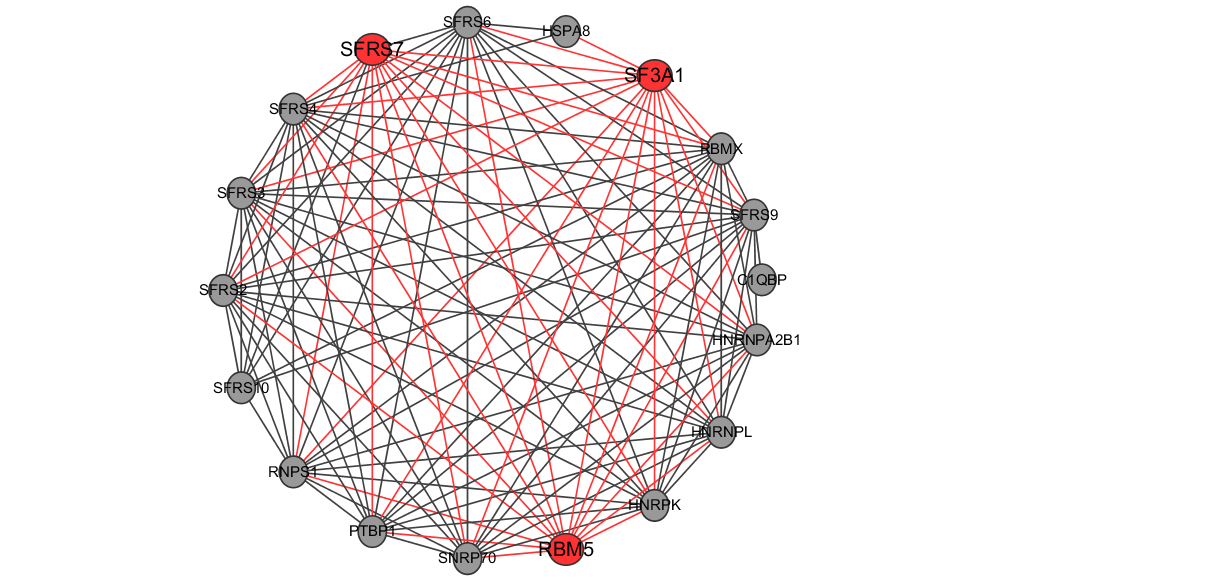 SFRS6
HSPA8
SFRS7
SF3A1
SFRS4
RBMX
SFRS3
SFRS9
C1QBP
SFRS2
HNRNPA2B1
SFRS10
HNRNPL
RNPS1
HNRPK
PTBP1
RBM5
SNRP70